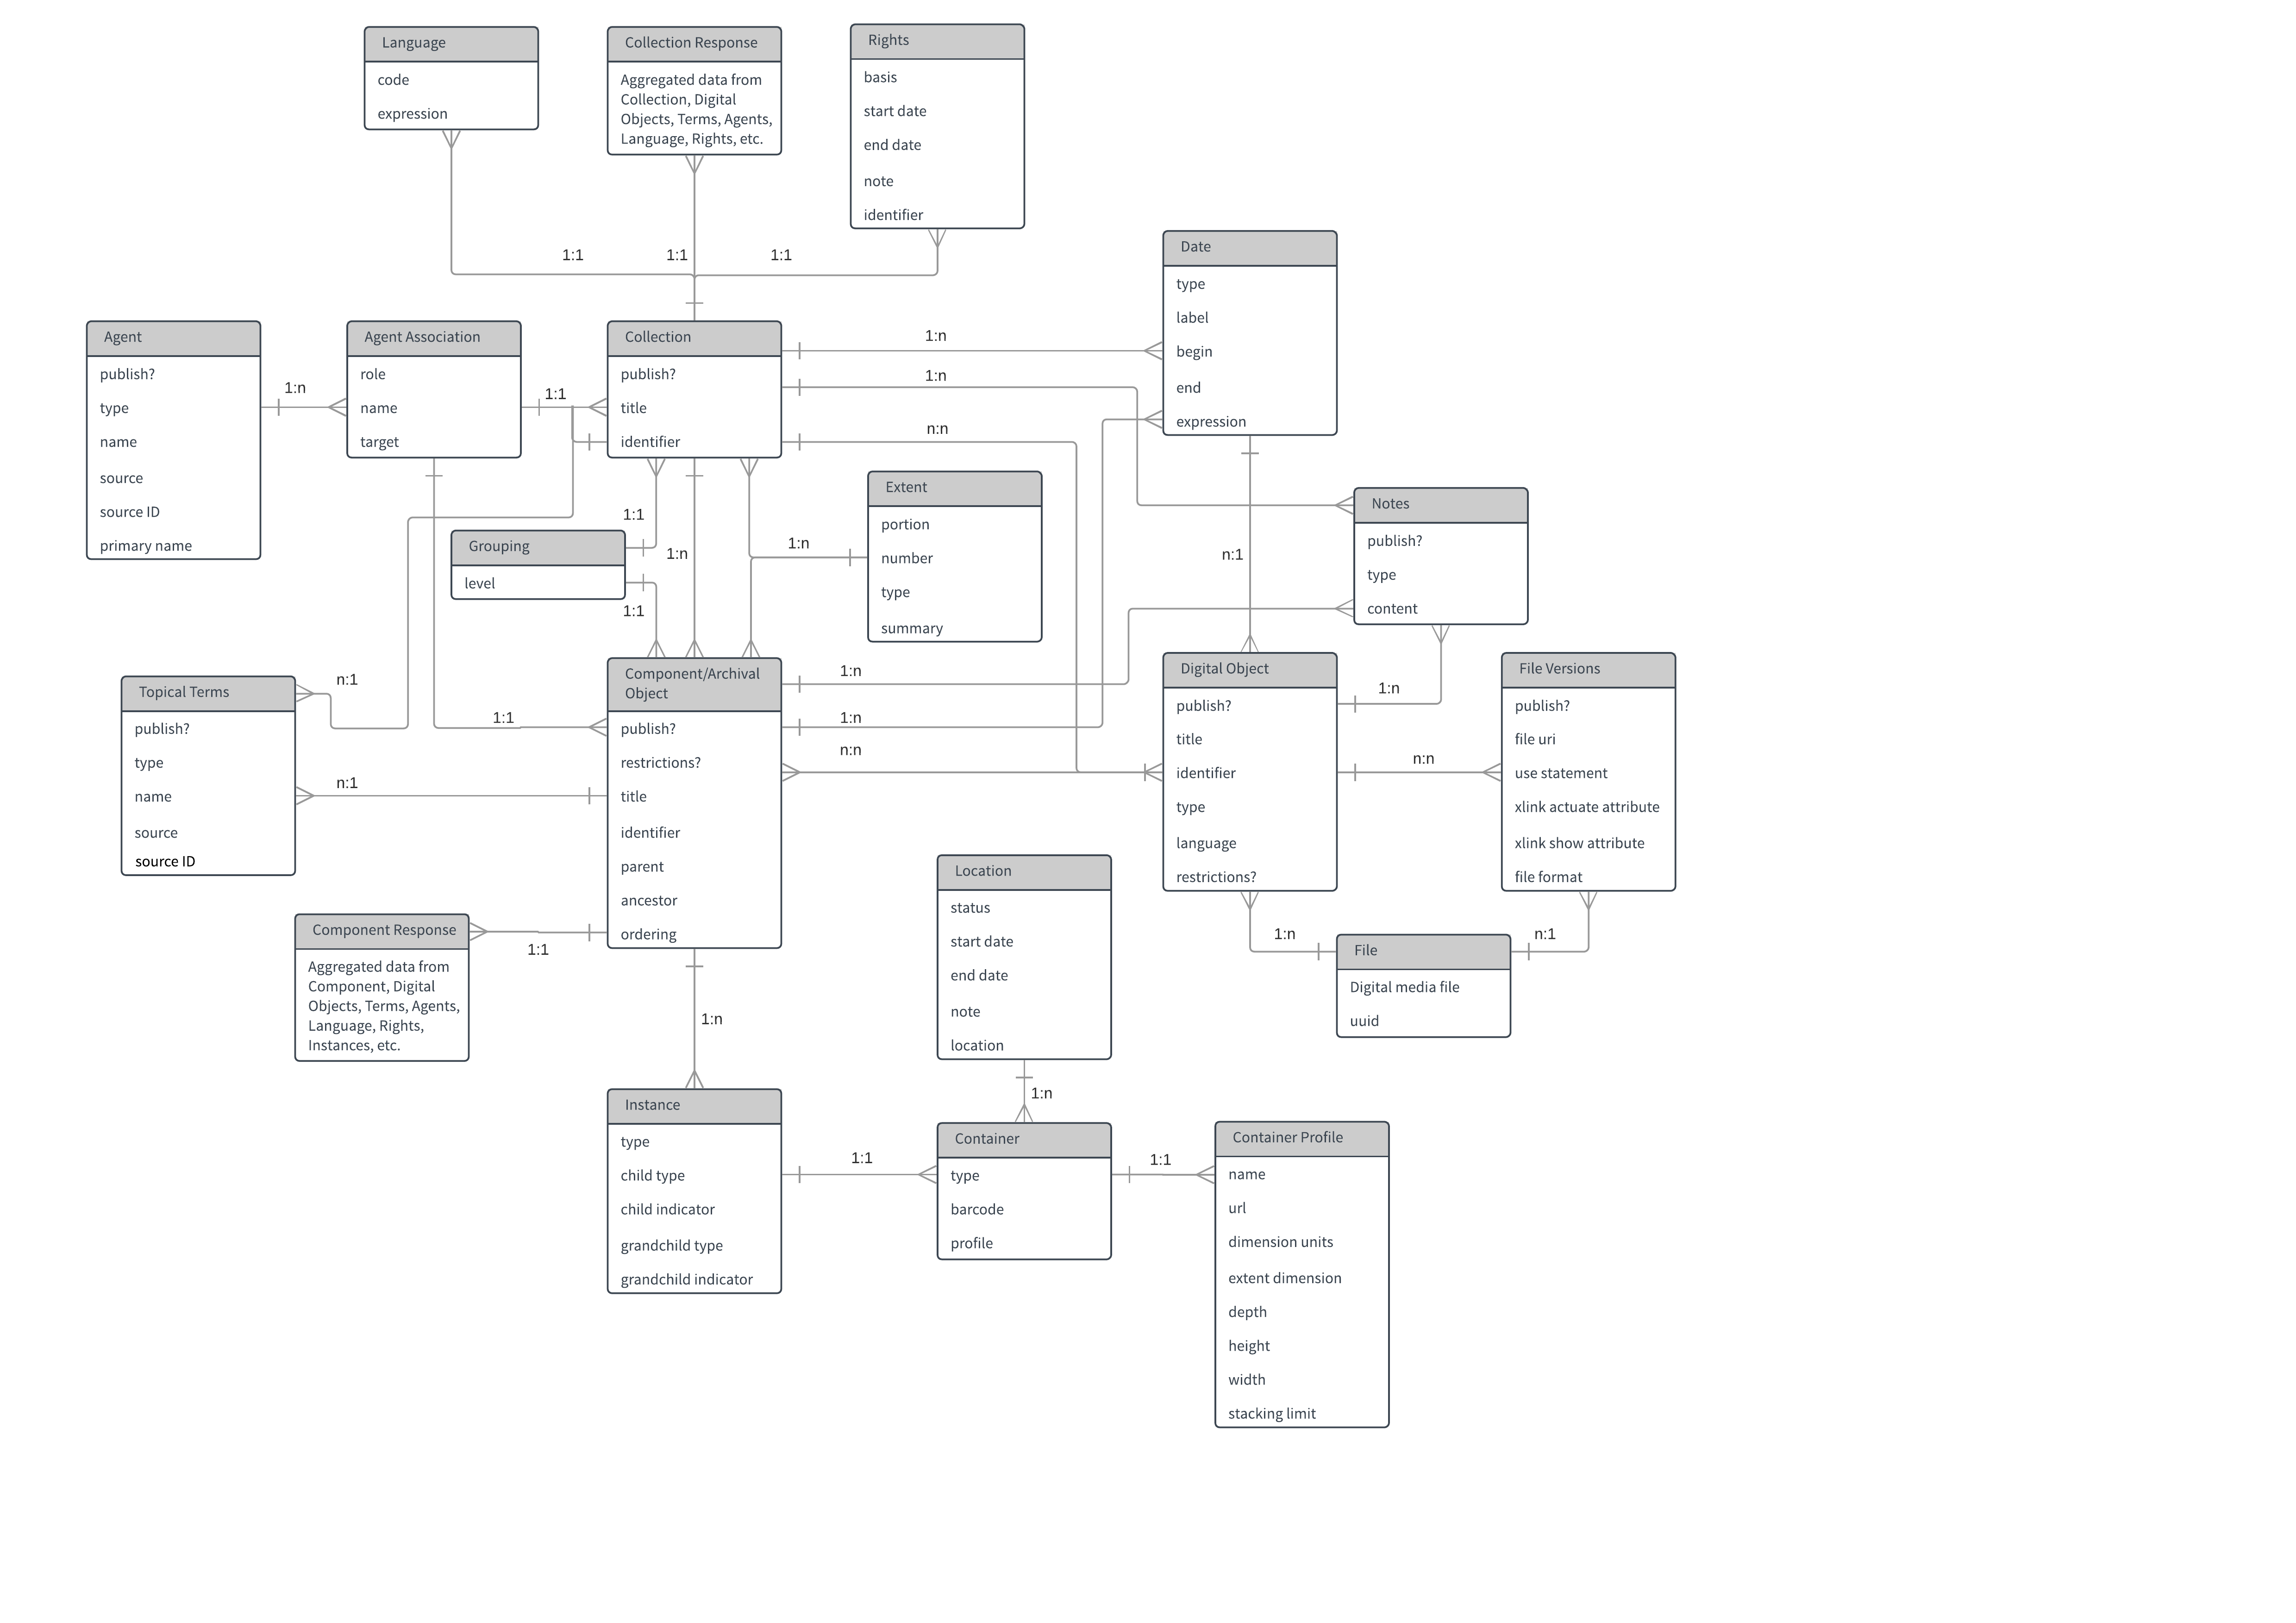 Language
code
expression
Collection Response
Aggregated data from
Collection, Digital
Objects, Terms, Agents,
Language, Rights, etc.
Rights
basis
start date
end date
note
identifier
1:1
1:1
1:1
Date
type
label
begin
end
expression
Agent
publish?
type
name
source
source ID
primary name
1:n
Agent Association
role
name
target
1:1
Collection
publish?
title
identifier
1:n
1:n
n:n
Extent
portion
number
type
summary
1:n
Grouping
level
1:1
1:n
1:1
n:1
Notes
publish?
type
content
Topical Terms
publish?
type
name
source
source ID
n:1
n:1
1:1
Component/Archival
Object
publish?
restrictions?
title
identifier
parent
ancestor
ordering
1:n
1:n
n:n
Digital Object
publish?
title
identifier
type
language
restrictions?
1:n
n:n
File Versions
publish?
file uri
use statement
xlink actuate attribute
xlink show attribute
file format
Component Response
Aggregated data from
Component, Digital
Objects, Terms, Agents,
Language, Rights,
Instances, etc.
1:1
Location
status
start date
end date
note
location
1:n
n:1
File
Digital media file
uuid
1:n
1:n
Instance
type
child type
child indicator
grandchild type
grandchild indicator
1:1
Container
type
barcode
profile
1:1
Container Profile
name
url
dimension units
extent dimension
depth
height
width
stacking limit